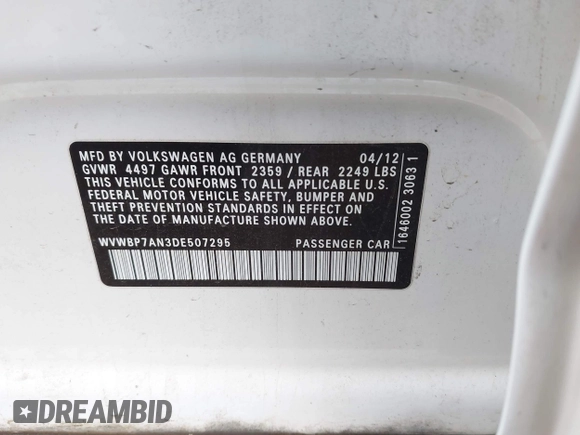 MFD BY VOLKSWAGEN AG GERMANY 04/12
GVWR 4497 GAWR FRONT 2359 / REAR 2249 LBS
THIS VEHICLE CONFORMS TO ALL APPLICABLE U.S.
FEDERAL MOTOR VEHICLE SAFETY, BUMPER AND
THEFT PREVENTION STANDARDS IN EFFECT ON
THE DATE OF MANUFACTURE SHOWN ABOVE.
WVWBP7AN3DE507295 PASSENGER CAR
1646002 3063 1
DREAMBID